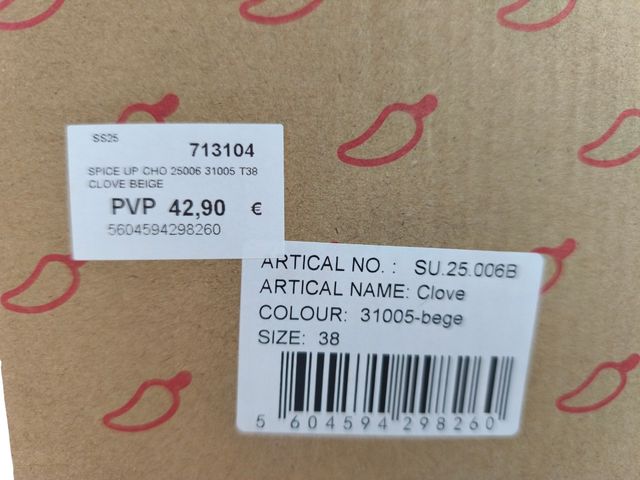 SS25
713104
SPICE UP CHO 25006 31005 T38
CLOVE BEIGE
PVP 42,90 €
5604594298260
ARTICAL NO. : SU.25.006B
ARTICAL NAME: Clove
COLOUR: 31005-bege
SIZE: 38
5 604594 298260